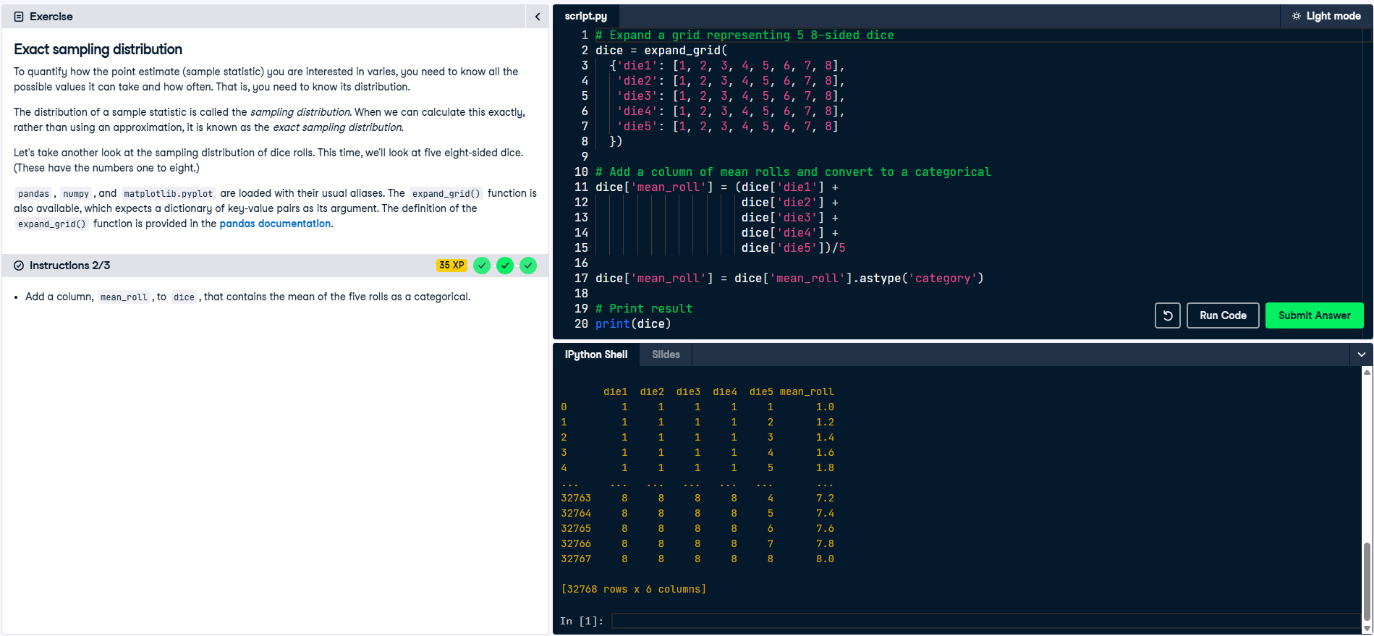 Exercise
Exact sampling distribution
To quantify how the point estimate (sample statistic) you are interested in varies, you need to know all the
possible values it can take and how often. That is, you need to know its distribution.
The distribution of a sample statistic is called the sampling distribution. When we can calculate this exactly,
rather than using an approximation, it is known as the exact sampling distribution.
Let's take another look at the sampling distribution of dice rolls. This time, we'll look at five eight-sided dice.
(These have the numbers one to eight.)
pandas, numpy, and matplotlib.pyplot are loaded with their usual aliases. The expand_grid() function is
also available, which expects a dictionary of key-value pairs as its argument. The definition of the
expand_grid() function is provided in the pandas documentation.
Instructions 2/3
35 XP
• Add a column, mean_roll, to dice, that contains the mean of the five rolls as a categorical.
script.py
Light mode
1 # Expand a grid representing 5 8-sided dice
2 dice = expand_grid(
3   {'die1': [1, 2, 3, 4, 5, 6, 7, 8],
4    'die2': [1, 2, 3, 4, 5, 6, 7, 8],
5    'die3': [1, 2, 3, 4, 5, 6, 7, 8],
6    'die4': [1, 2, 3, 4, 5, 6, 7, 8],
7    'die5': [1, 2, 3, 4, 5, 6, 7, 8]
8   })
9
10 # Add a column of mean rolls and convert to a categorical
11 dice['mean_roll'] = (dice['die1'] +
12                      dice['die2'] +
13                      dice['die3'] +
14                      dice['die4'] +
15                      dice['die5'])/5
16
17 dice['mean_roll'] = dice['mean_roll'].astype('category')
18
19 # Print result
20 print(dice)
Run Code
Submit Answer
IPython Shell
Slides
die1 die2 die3 die4 die5 mean_roll
0 1 1 1 1 1 1.0
1 1 1 1 1 2 1.2
2 1 1 1 1 3 1.4
3 1 1 1 1 4 1.6
4 1 1 1 1 5 1.8
... ... ... ... ... ... ...
32763 8 8 8 8 4 7.2
32764 8 8 8 8 5 7.4
32765 8 8 8 8 6 7.6
32766 8 8 8 8 7 7.8
32767 8 8 8 8 8 8.0
[32768 rows x 6 columns]
In [1]: